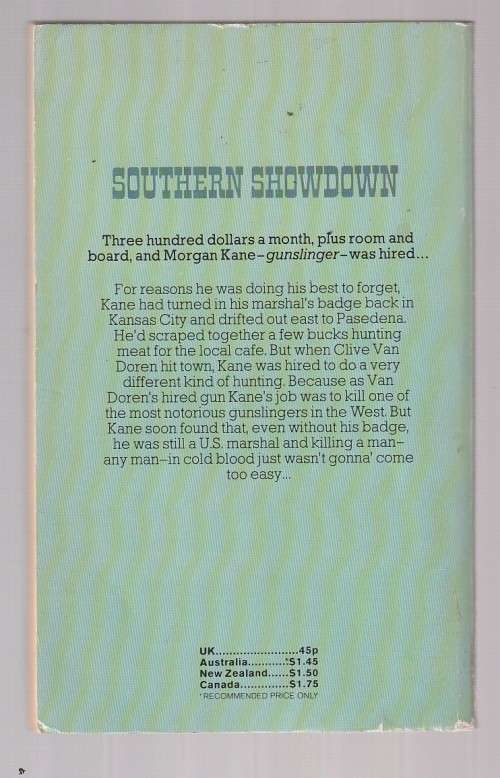 SOUTHERN SHOWDOWN
Three hundred dollars a month, plus room and
board, and Morgan Kane–gunslinger–was hired...
For reasons he was doing his best to forget,
Kane had turned in his marshal's badge back in
Kansas City and drifted out east to Pasedena.
He'd scraped together a few bucks hunting
meat for the local cafe. But when Clive Van
Doren hit town, Kane was hired to do a very
different kind of hunting. Because as Van
Doren's hired gun Kane's job was to kill one of
the most notorious gunslingers in the West. But
Kane soon found that, even without his badge,
he was still a U.S. marshal and killing a man–
any man–in cold blood just wasn't gonna' come
too easy...
UK........................45p
Australia...........*$1.45
New Zealand......$1.50
Canada..............$1.75
*RECOMMENDED PRICE ONLY